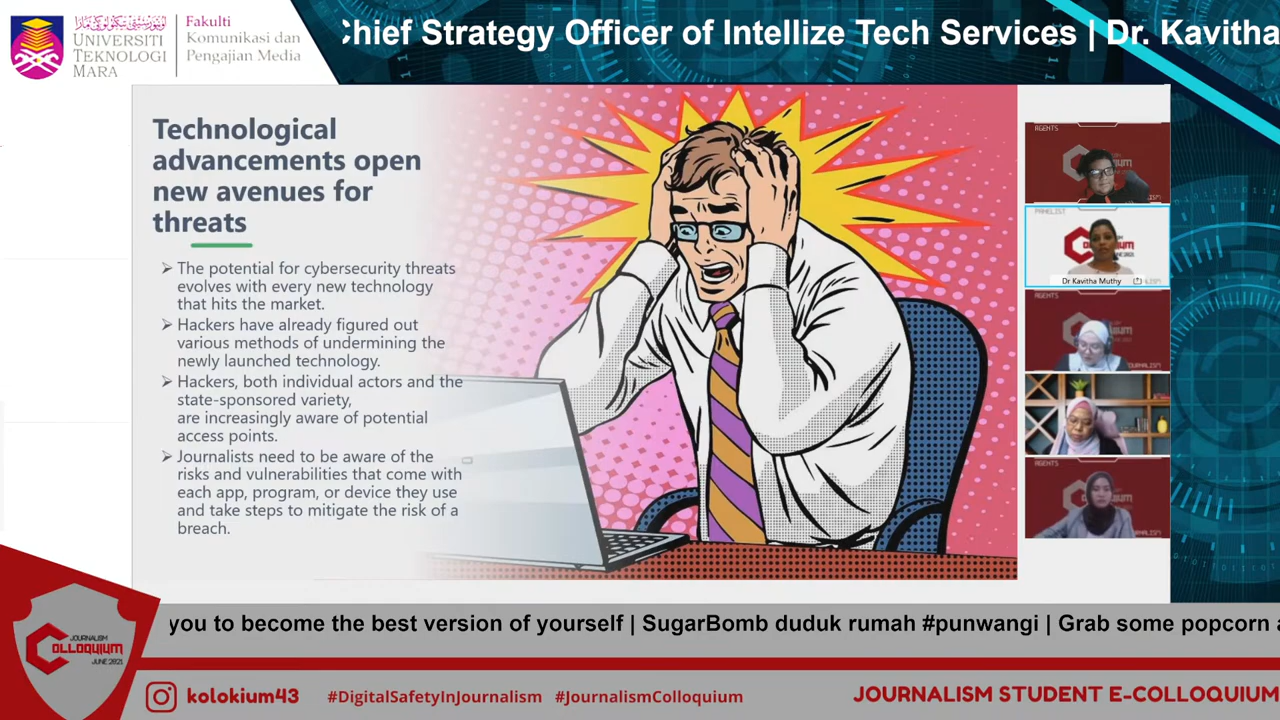 UNIVERSITI
TEKNOLOGI
MARA
Fakulti
Komunikasi dan
Pengajian Media
Chief Strategy Officer of Intellize Tech Services | Dr. Kavitha
Technological
advancements open
new avenues for
threats
➢ The potential for cybersecurity threats
evolves with every new technology
that hits the market.
➢ Hackers have already figured out
various methods of undermining the
newly launched technology.
➢ Hackers, both individual actors and the
state-sponsored variety,
are increasingly aware of potential
access points.
➢ Journalists need to be aware of the
risks and vulnerabilities that come with
each app, program, or device they use
and take steps to mitigate the risk of a
breach.
AGENTS
PANELIST
COLLOQUIUM
Dr Kavitha Muthy
AGENTS
AGENTS
you to become the best version of yourself | SugarBomb duduk rumah #punwangi | Grab some popcorn a
JOURNALISM
COLLOQUIUM
JUNE 2021
kolokium43
#DigitalSafetyInJournalism #JournalismColloquium
JOURNALISM STUDENT E-COLLOQUIUM